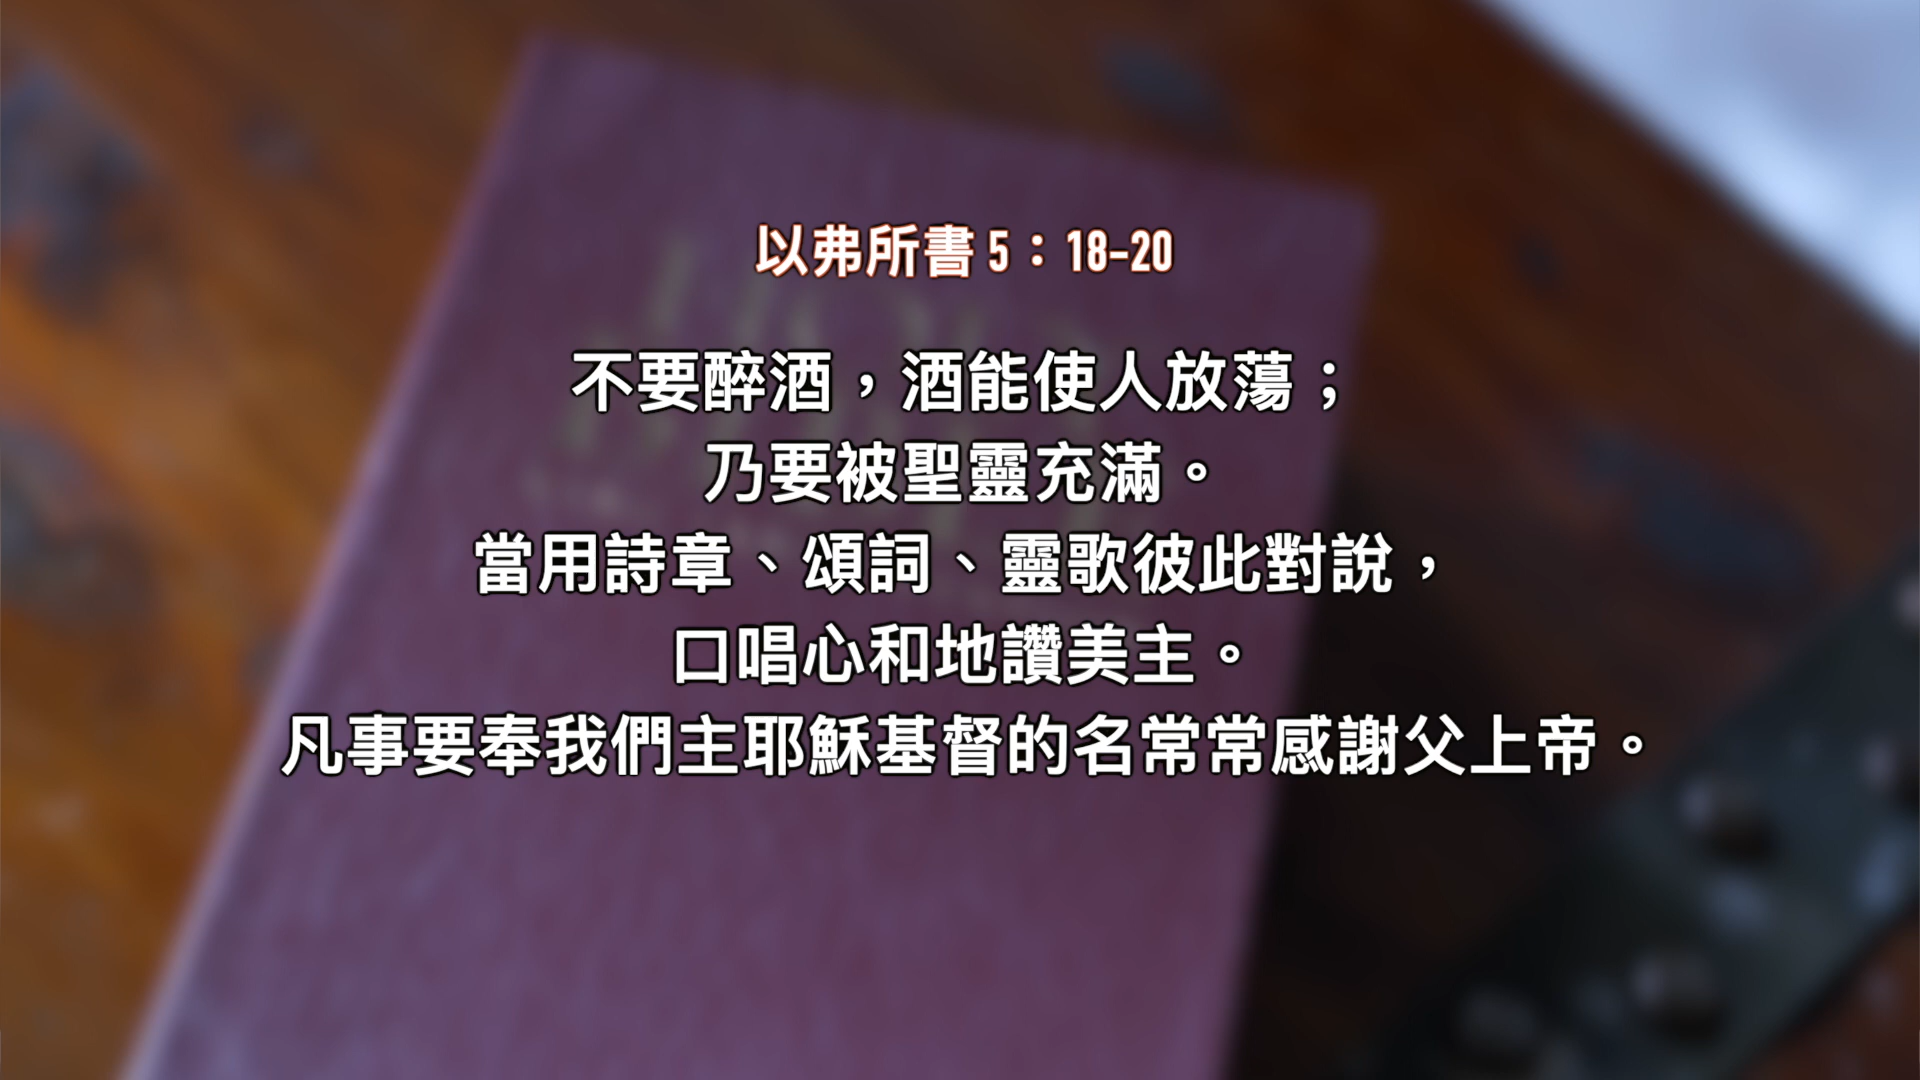 以弗所書 5：18-20
不要醉酒，酒能使人放蕩；
乃要被聖靈充滿。
當用詩章、頌詞、靈歌彼此對說，
口唱心和地讚美主。
凡事要奉我們主耶穌基督的名常常感謝父上帝。